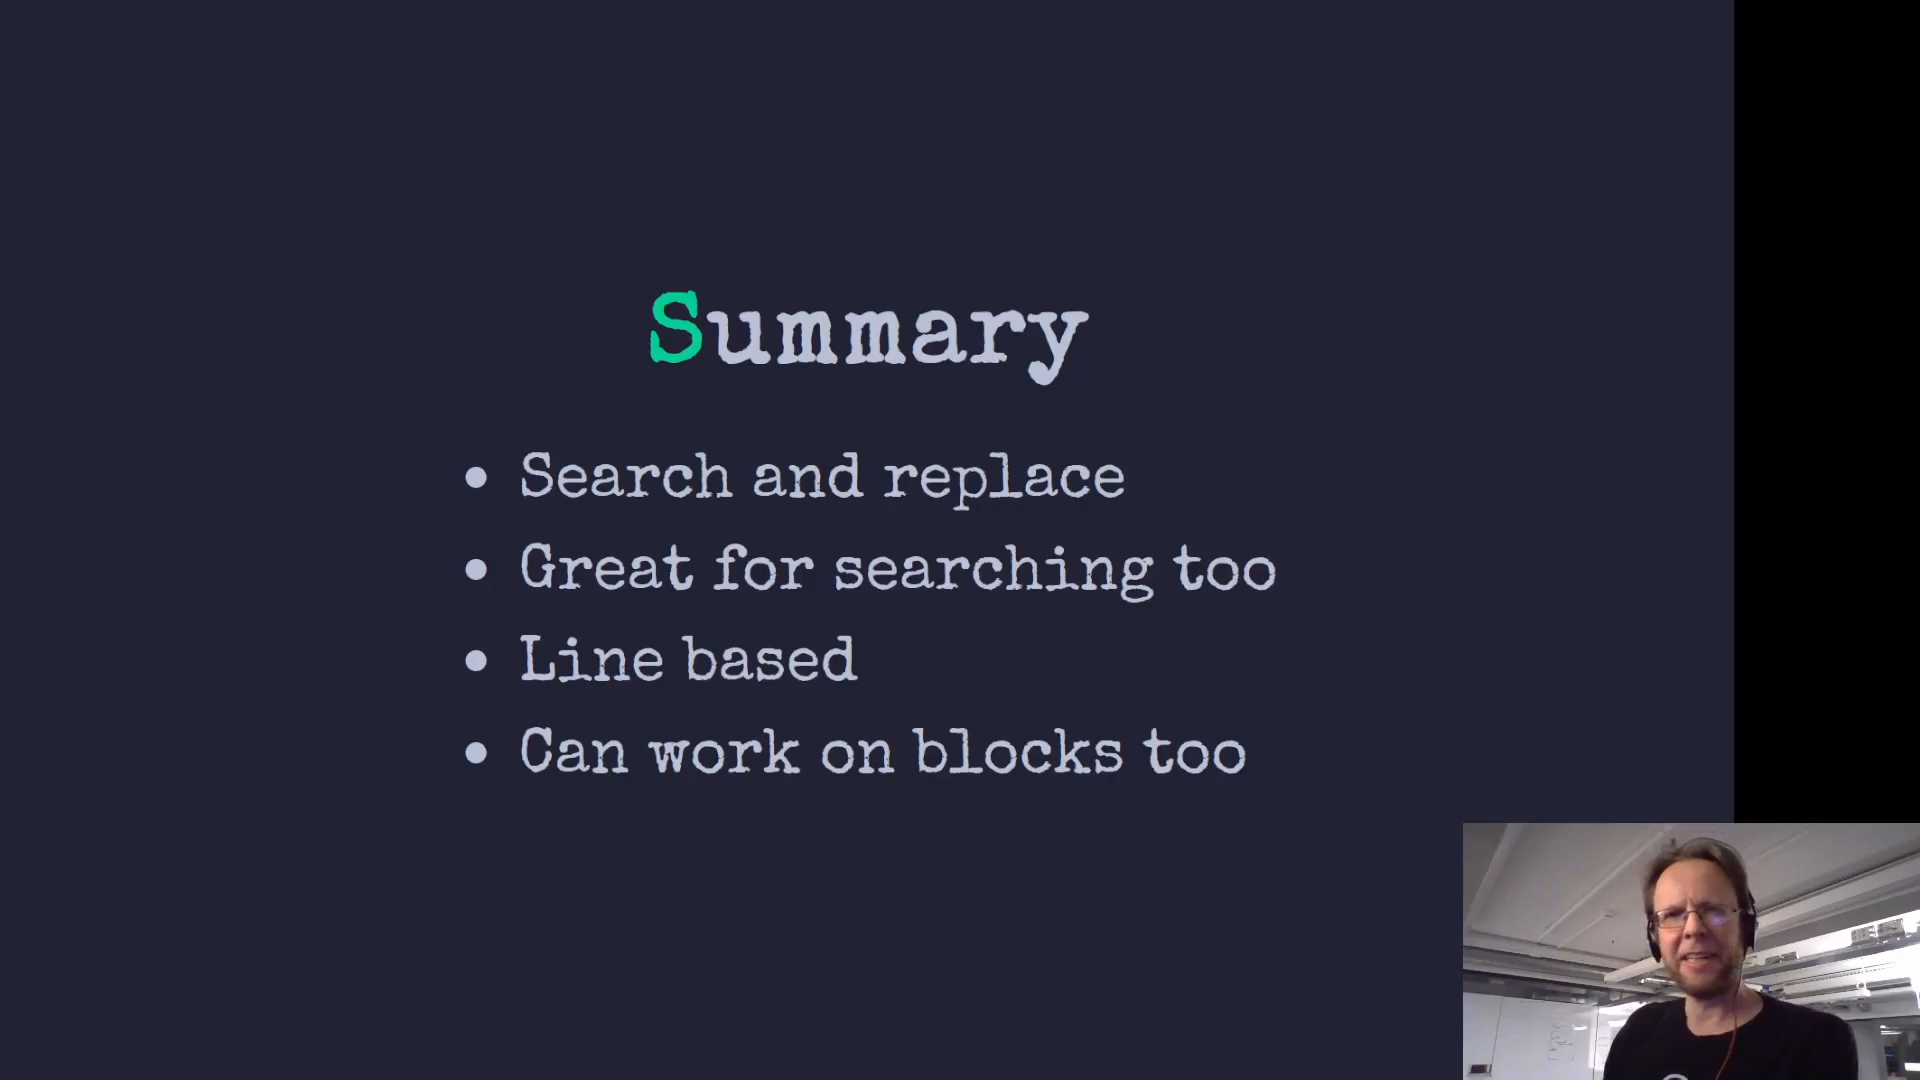 Summary
• Search and replace
• Great for searching too
• Line based
• Can work on blocks too